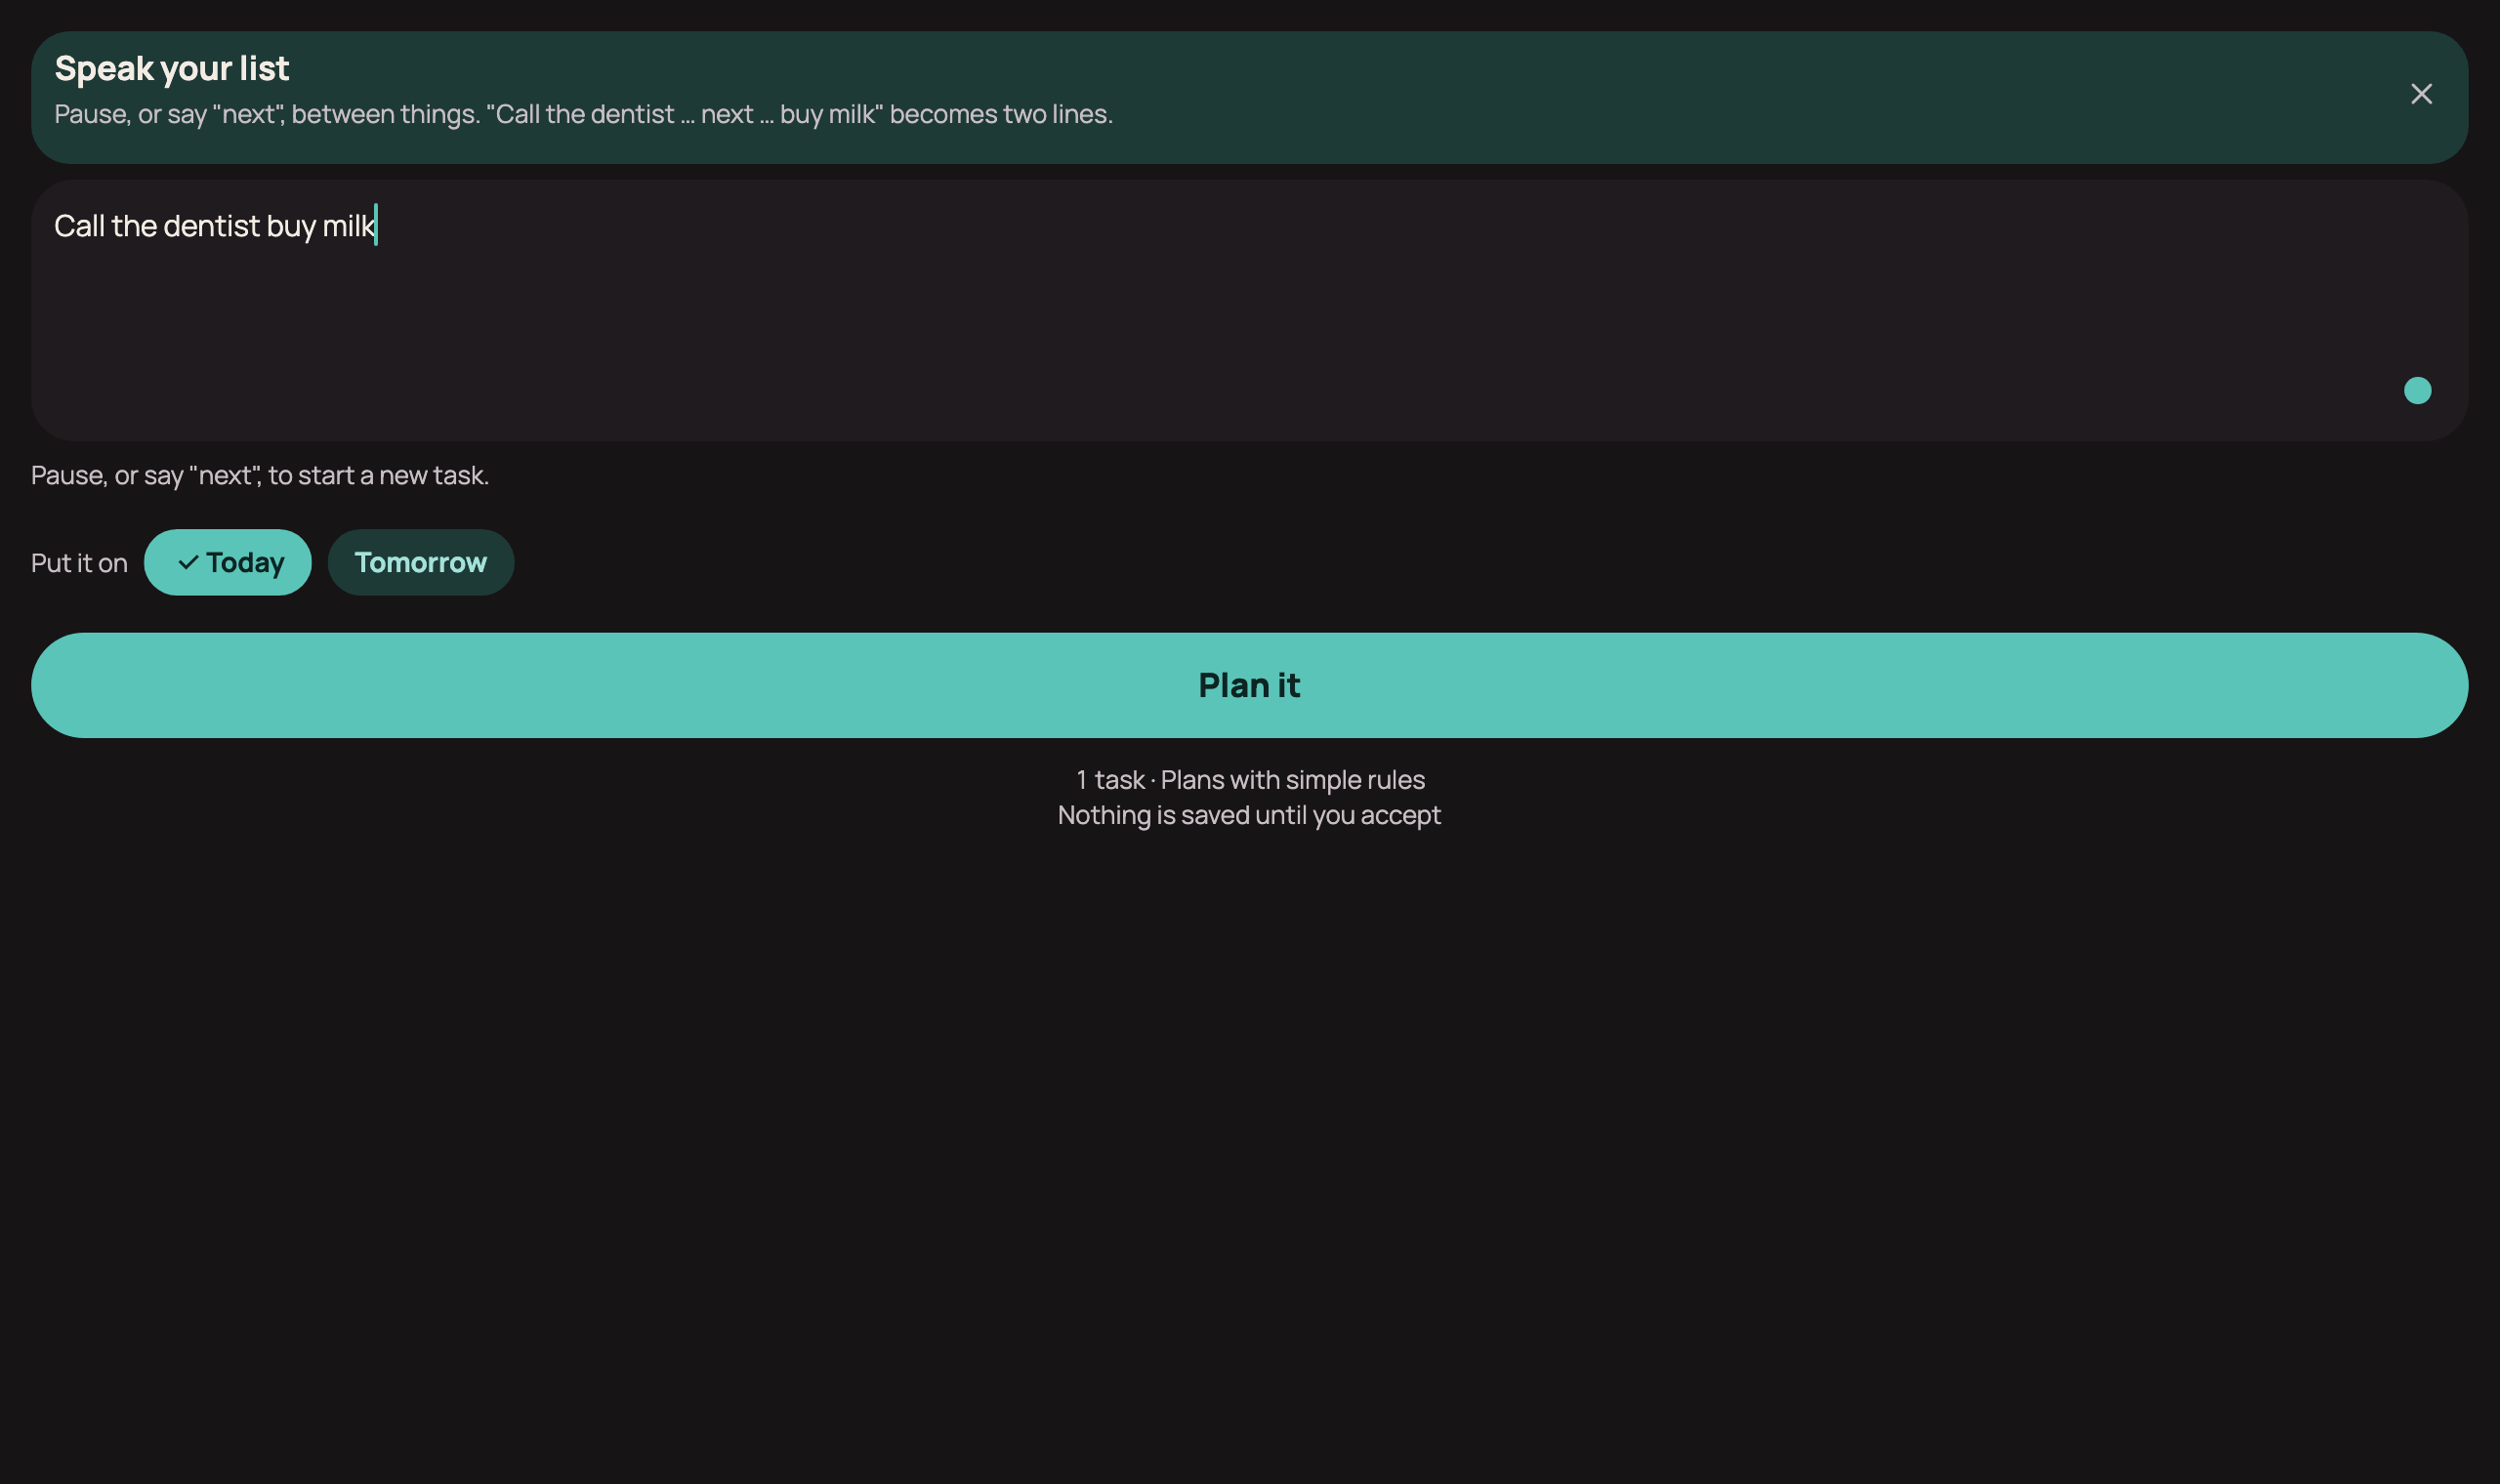 Speak your list
Pause, or say "next", between things. "Call the dentist ... next ... buy milk" becomes two lines.
Call the dentist buy milk
Pause, or say "next", to start a new task.
Put it on
Today
Tomorrow
Plan it
1 task · Plans with simple rules
Nothing is saved until you accept